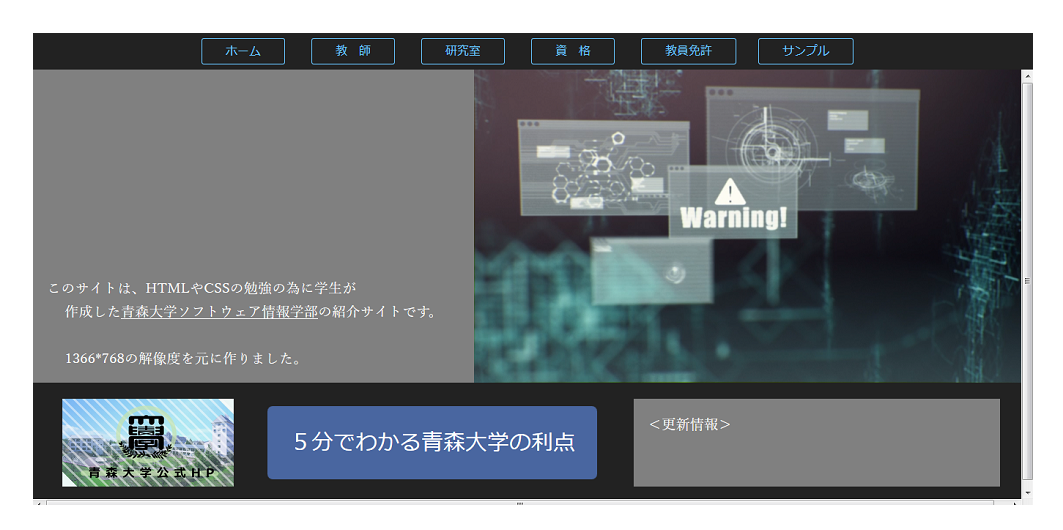 ホーム
教 師
研究室
資 格
教員免許
サンプル
Warning!
このサイトは、HTMLやCSSの勉強の為に学生が
作成した青森大学ソフトウェア情報学部の紹介サイトです。
1366*768の解像度を元に作りました。
青森大学公式HP
５分でわかる青森大学の利点
＜更新情報＞